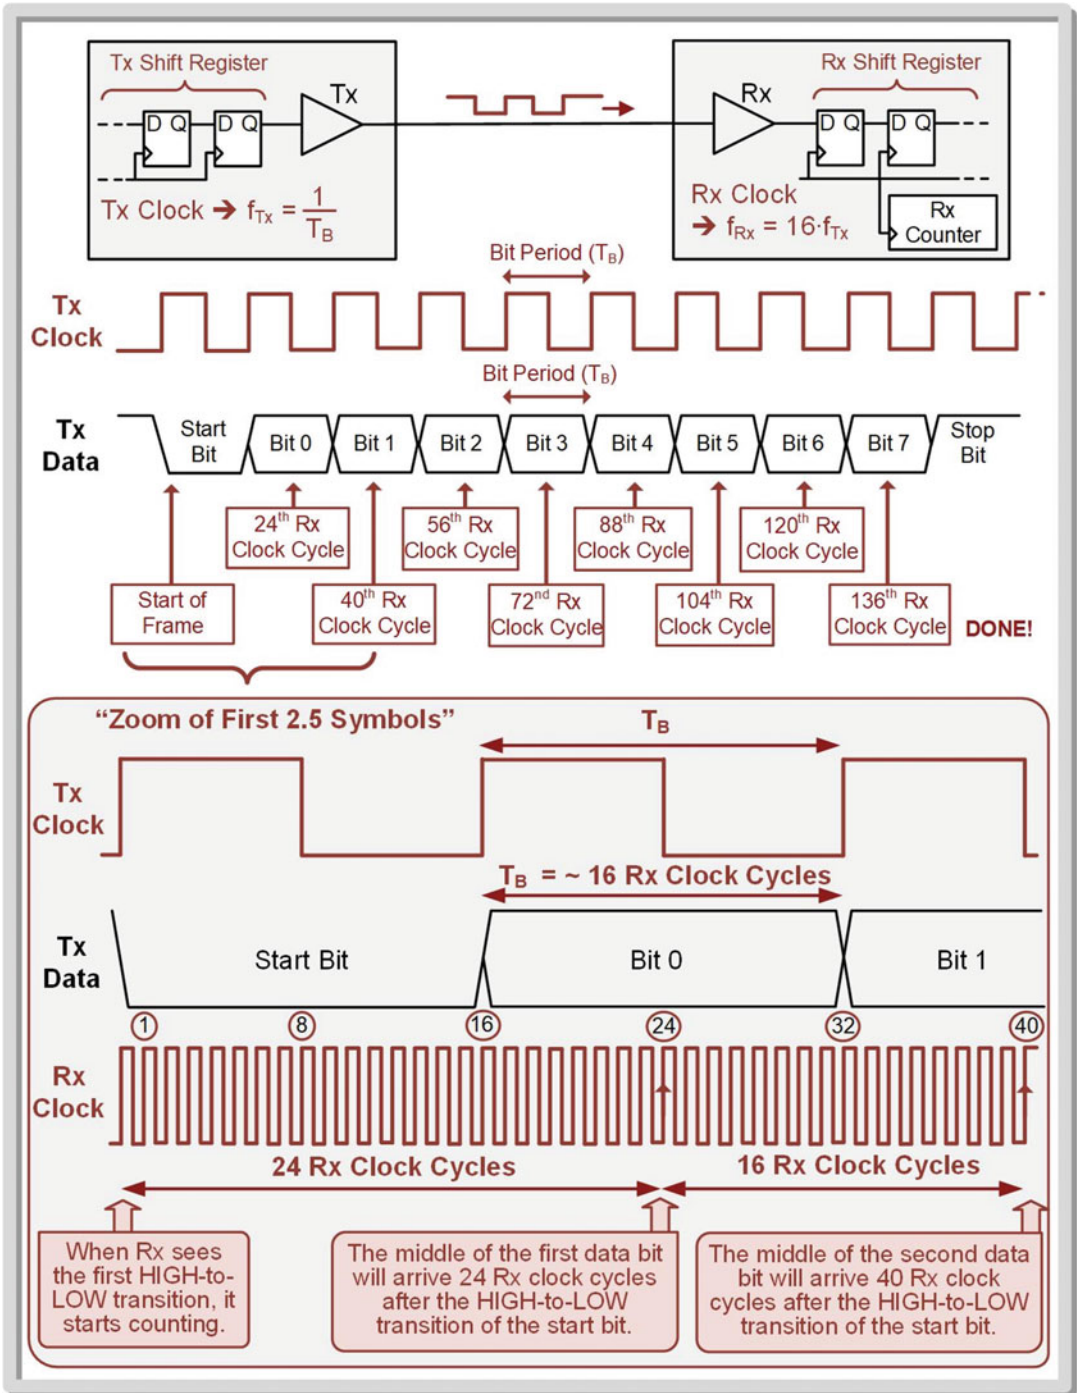 Tx Shift Register
Rx Shift Register
Tx
Rx
D Q
D Q
D Q
D Q
Tx Clock ➔ fTx = 1
TB
Rx Clock
➔ fRx = 16·fTx
Rx
Counter
Bit Period (TB)
Tx
Clock
Bit Period (TB)
Tx
Data
Start
Bit
Bit 0
Bit 1
Bit 2
Bit 3
Bit 4
Bit 5
Bit 6
Bit 7
Stop
Bit
24th Rx
Clock Cycle
56th Rx
Clock Cycle
88th Rx
Clock Cycle
120th Rx
Clock Cycle
Start of
Frame
40th Rx
Clock Cycle
72nd Rx
Clock Cycle
104th Rx
Clock Cycle
136th Rx
Clock Cycle
DONE!
“Zoom of First 2.5 Symbols”
TB
Tx
Clock
TB = ~ 16 Rx Clock Cycles
Tx
Data
Start Bit
Bit 0
Bit 1
1
8
16
24
32
40
Rx
Clock
24 Rx Clock Cycles
16 Rx Clock Cycles
When Rx sees
the first HIGH-to-
LOW transition, it
starts counting.
The middle of the first data bit
will arrive 24 Rx clock cycles
after the HIGH-to-LOW
transition of the start bit.
The middle of the second data
bit will arrive 40 Rx clock
cycles after the HIGH-to-LOW
transition of the start bit.